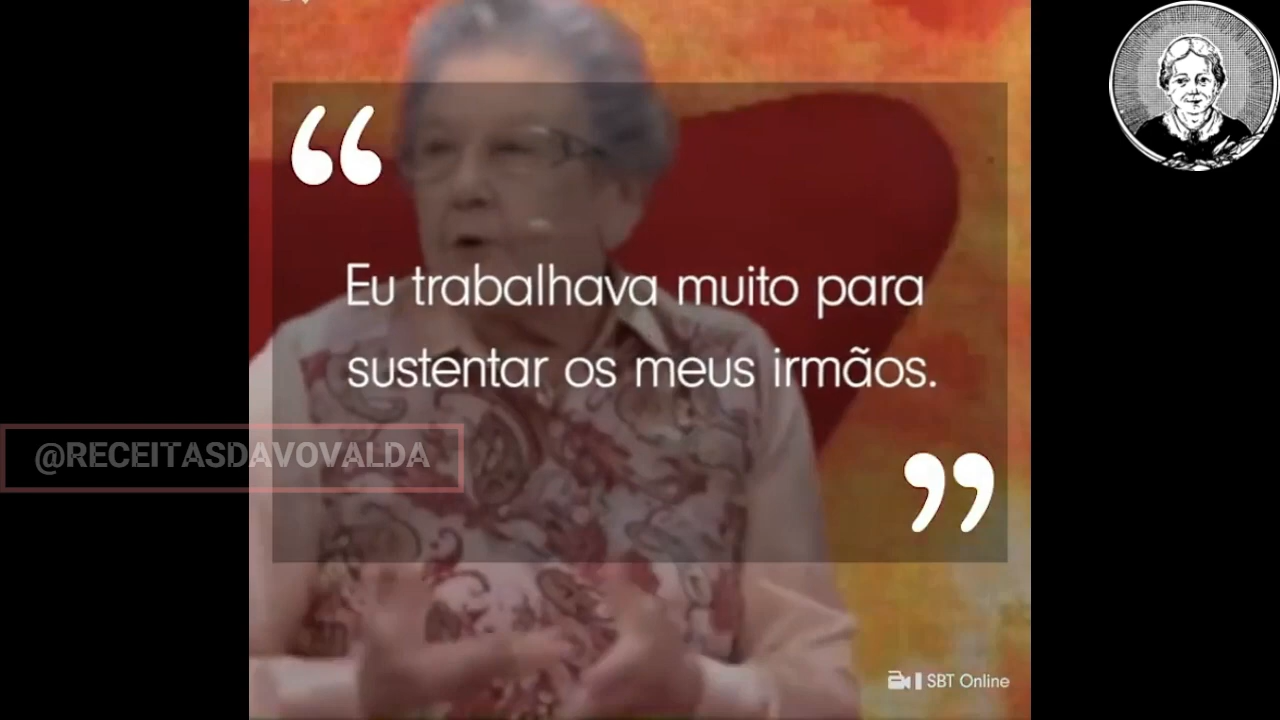 “
Eu trabalhava muito para
sustentar os meus irmãos.
@RECEITASDAVOVALDA
”
SBT Online